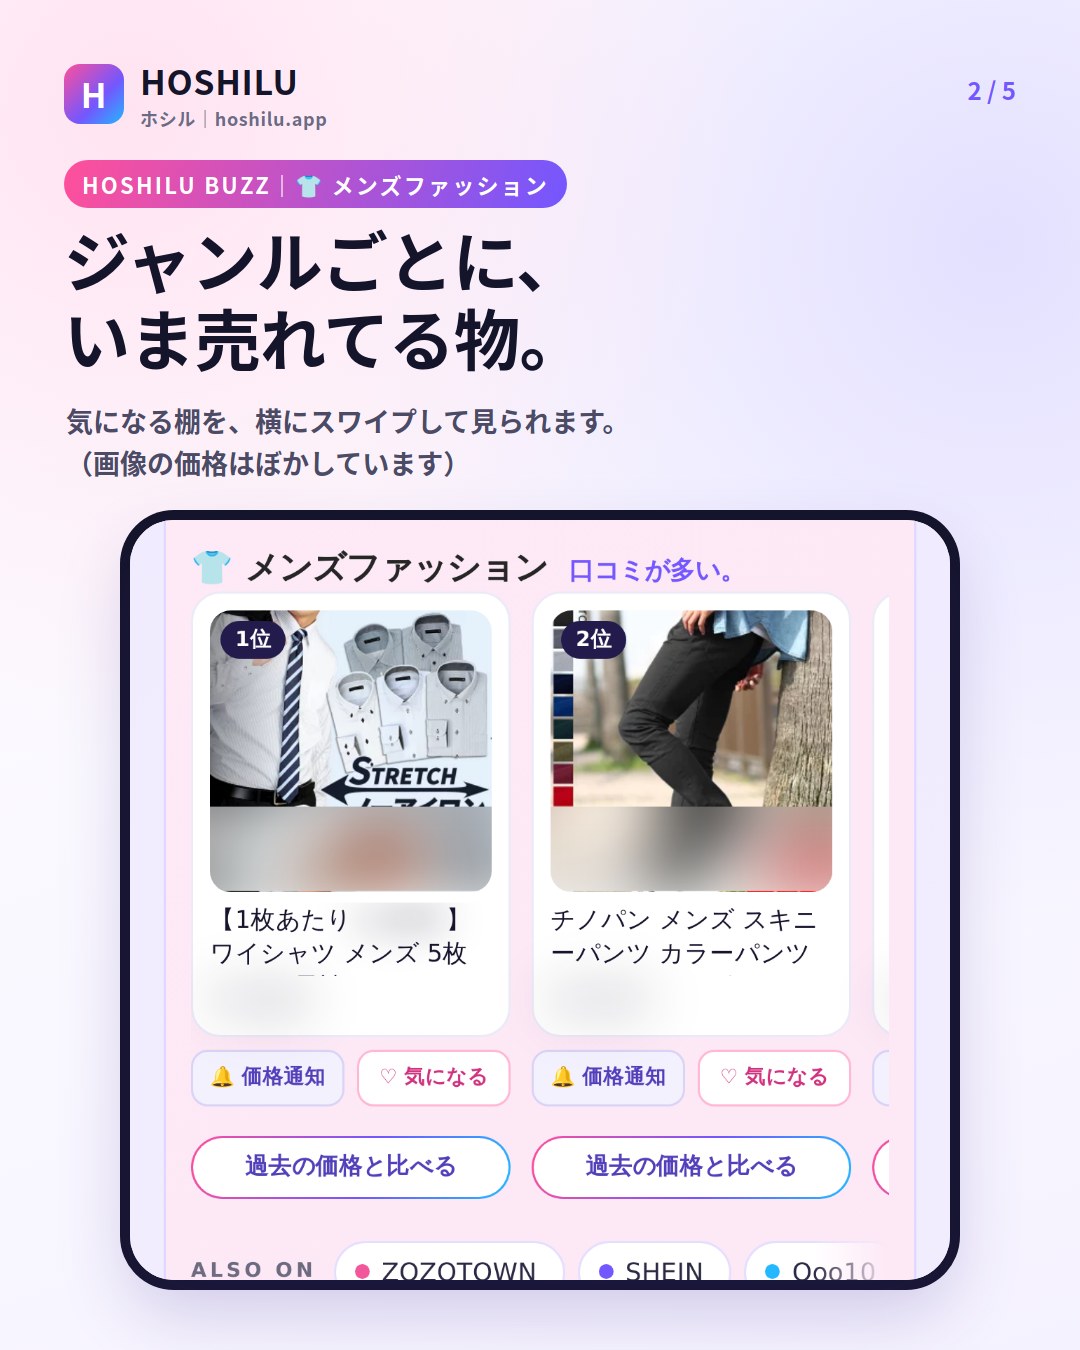 H
HOSHILU
ホシル｜hoshilu.app
2 / 5
HOSHILU BUZZ｜👕 メンズファッション
ジャンルごとに、
いま売れてる物。
気になる棚を、横にスワイプして見られます。
（画像の価格はぼかしています）
👕 メンズファッション 口コミが多い。
1位
STRETCH
2位
【1枚あたり 】
ワイシャツ メンズ 5枚
チノパン メンズ スキニ
ーパンツ カラーパンツ
🔔 価格通知
♡ 気になる
🔔 価格通知
♡ 気になる
過去の価格と比べる
過去の価格と比べる
ALSO ON
ZOZOTOWN
SHEIN
Qoo10